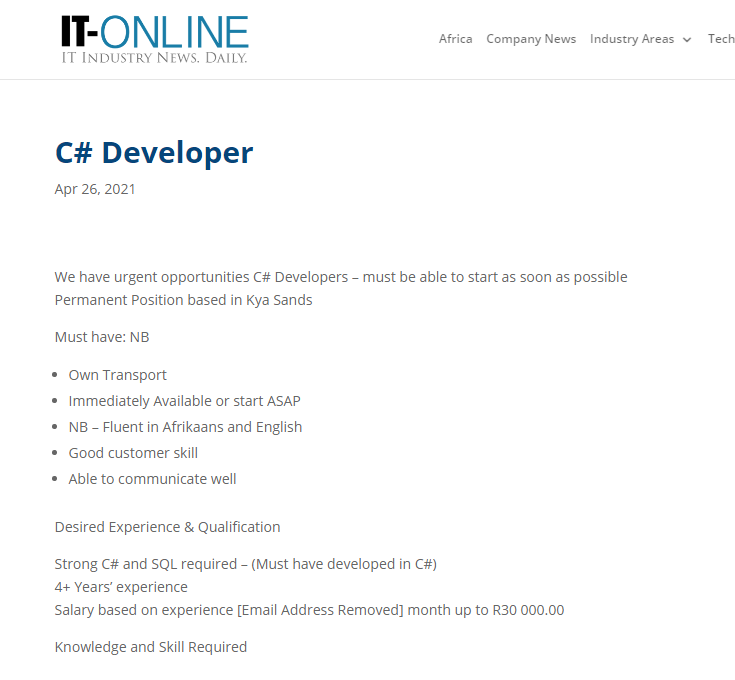 IT-ONLINE
IT INDUSTRY NEWS. DAILY.
Africa Company News Industry Areas Tech
C# Developer
Apr 26, 2021
We have urgent opportunities C# Developers – must be able to start as soon as possible
Permanent Position based in Kya Sands
Must have: NB
Own Transport
Immediately Available or start ASAP
NB – Fluent in Afrikaans and English
Good customer skill
Able to communicate well
Desired Experience & Qualification
Strong C# and SQL required – (Must have developed in C#)
4+ Years’ experience
Salary based on experience [Email Address Removed] month up to R30 000.00
Knowledge and Skill Required